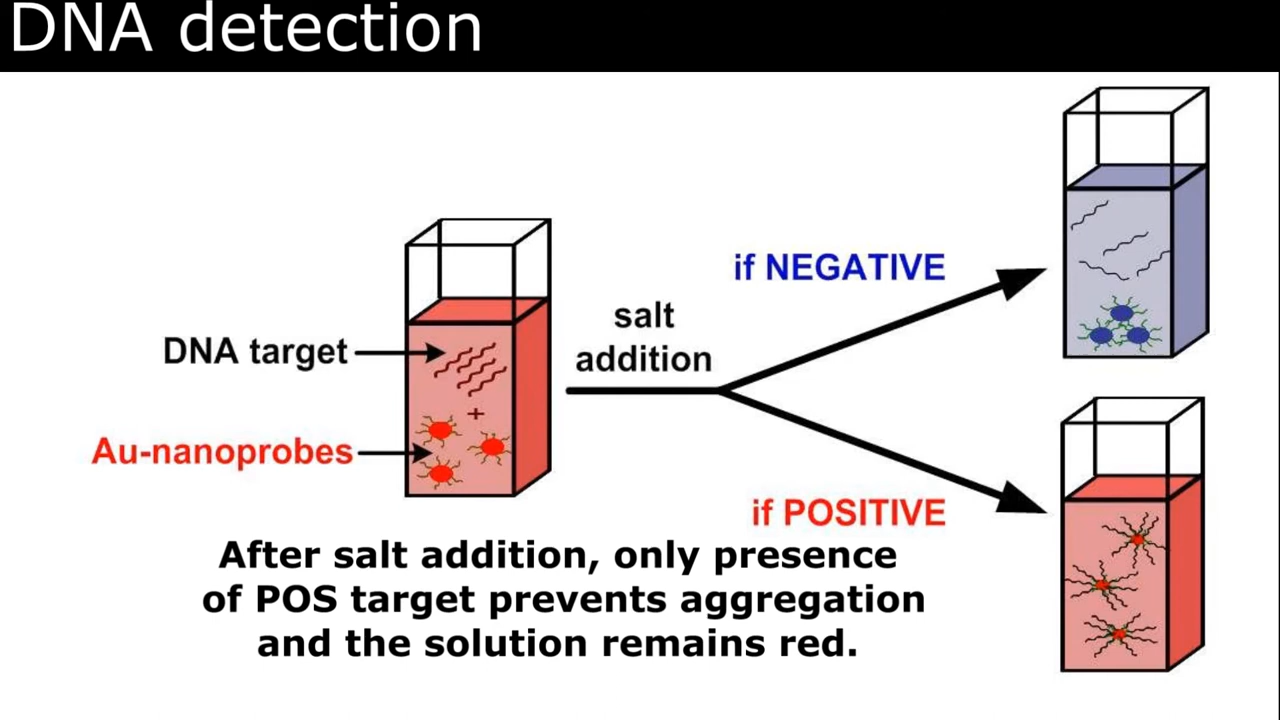 DNA detection
if NEGATIVE
salt
addition
DNA target
+
Au-nanoprobes
if POSITIVE
After salt addition, only presence
of POS target prevents aggregation
and the solution remains red.